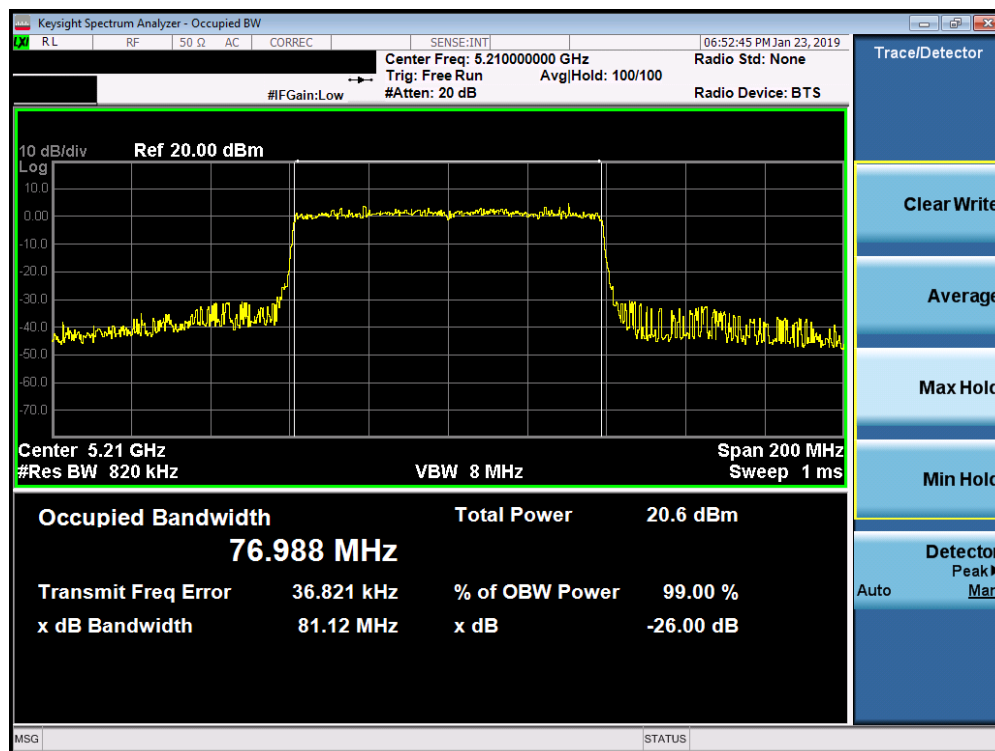 Keysight Spectrum Analyzer - Occupied BW
LXI RL RF 50 Ω AC CORREC SENSE:INT 06:52:45 PM Jan 23, 2019
Center Freq: 5.210000000 GHz Radio Std: None
Trig: Free Run Avg|Hold: 100/100
#IFGain:Low #Atten: 20 dB Radio Device: BTS
10 dB/div Ref 20.00 dBm
Log
10.0
0.00
-10.0
-20.0
-30.0
-40.0
-50.0
-60.0
-70.0
Center 5.21 GHz Span 200 MHz
#Res BW 820 kHz VBW 8 MHz Sweep 1 ms
Occupied Bandwidth Total Power 20.6 dBm
76.988 MHz
Transmit Freq Error 36.821 kHz % of OBW Power 99.00 %
x dB Bandwidth 81.12 MHz x dB -26.00 dB
MSG STATUS
Trace/Detector
Clear Write
Average
Max Hold
Min Hold
Detector
Peak
Auto Man